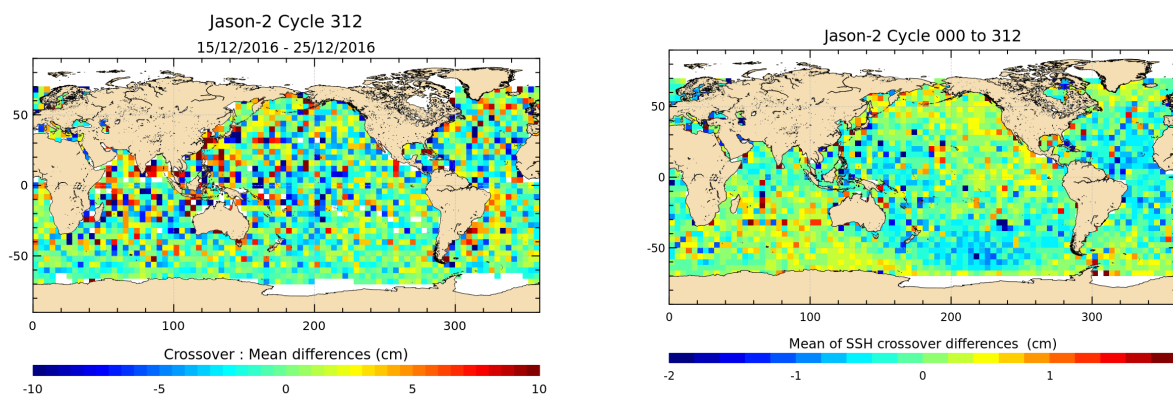 Jason-2 Cycle 312
15/12/2016 - 25/12/2016
50
0
-50
0 100 200 300
Crossover : Mean differences (cm)
-10 -5 0 5 10
Jason-2 Cycle 000 to 312
50
0
-50
0 100 200 300
Mean of SSH crossover differences (cm)
-2 -1 0 1